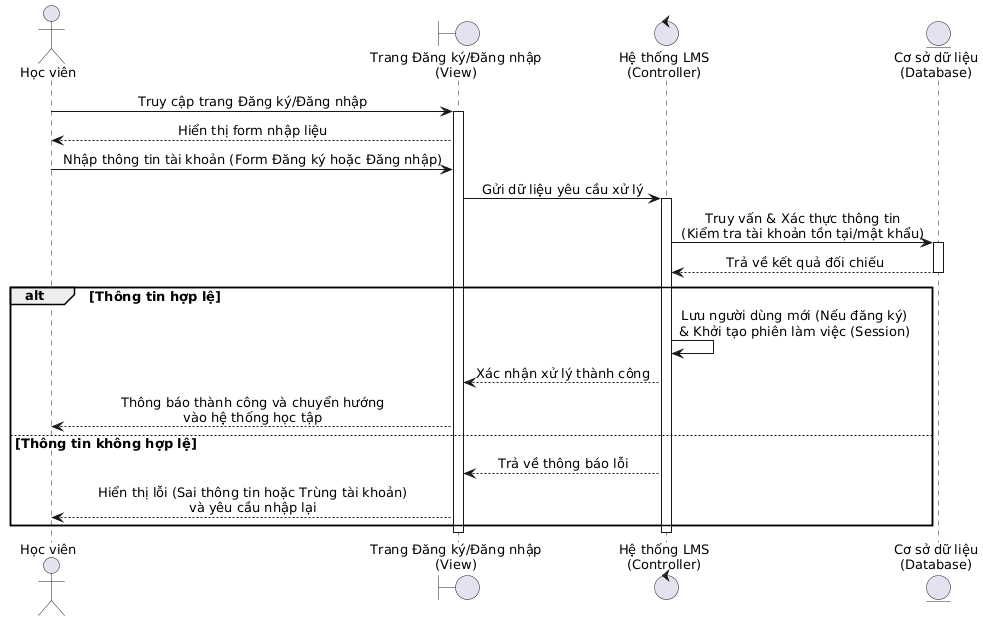 Học viên
Trang Đăng ký/Đăng nhập
(View)
Hệ thống LMS
(Controller)
Cơ sở dữ liệu
(Database)
Truy cập trang Đăng ký/Đăng nhập
Hiển thị form nhập liệu
Nhập thông tin tài khoản (Form Đăng ký hoặc Đăng nhập)
Gửi dữ liệu yêu cầu xử lý
Truy vấn & Xác thực thông tin
(Kiểm tra tài khoản tồn tại/mật khẩu)
Trả về kết quả đối chiếu
alt
[Thông tin hợp lệ]
Lưu người dùng mới (Nếu đăng ký)
& Khởi tạo phiên làm việc (Session)
Xác nhận xử lý thành công
Thông báo thành công và chuyển hướng
vào hệ thống học tập
[Thông tin không hợp lệ]
Trả về thông báo lỗi
Hiển thị lỗi (Sai thông tin hoặc Trùng tài khoản)
và yêu cầu nhập lại
Học viên
Trang Đăng ký/Đăng nhập
(View)
Hệ thống LMS
(Controller)
Cơ sở dữ liệu
(Database)